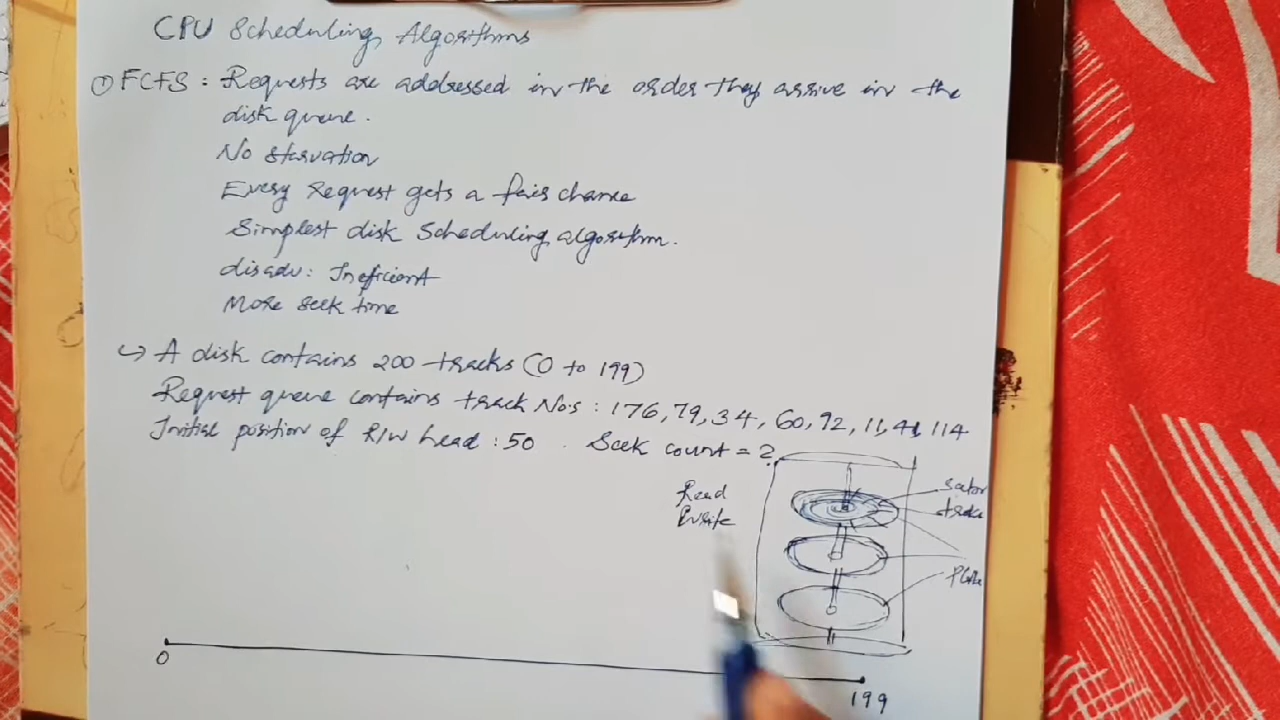 CPU Scheduling Algorithms
① FCFS : Requests are addressed in the order they arrive in the
disk queue.
No starvation
Every request gets a fair chance
Simplest disk scheduling algorithm.
disadv: Inefficient
More seek time
↳ A disk contains 200 tracks (0 to 199)
Request queue contains track No.s : 176, 79, 34, 60, 92, 11, 41, 114
Initial position of R/W head : 50 . Seek count = ?
Read
Write
sector
0
199